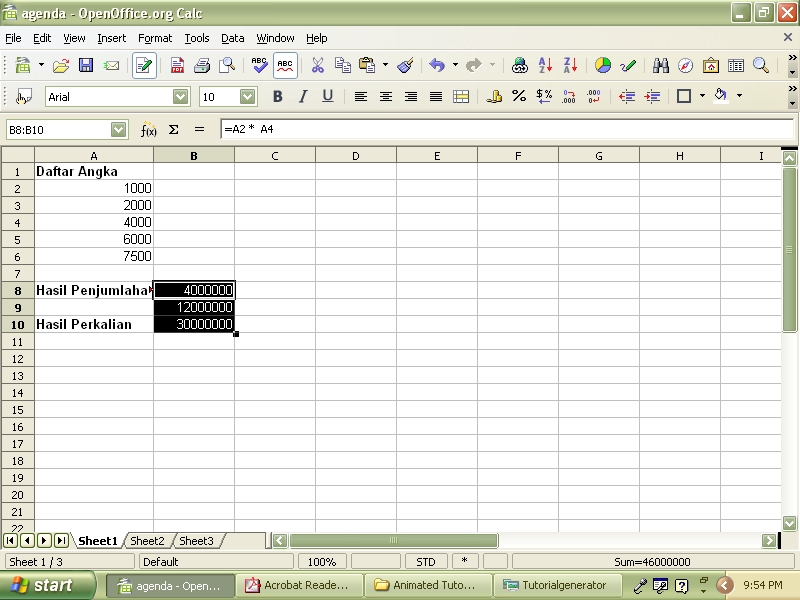 agenda - OpenOffice.org Calc
File Edit View Insert Format Tools Data Window Help
ABC ABC
Arial 10 B I U
B8:B10 f(x) Σ = =A2 * A4
A B C D E F G H I
1 Daftar Angka
2 1000
3 2000
4 4000
5 6000
6 7500
7
8 Hasil Penjumlaha 4000000
9 12000000
10 Hasil Perkalian 30000000
11
12
13
14
15
16
17
18
19
20
21
22
Sheet1 Sheet2 Sheet3
Sheet 1 / 3 Default 100% STD * Sum=46000000
start agenda - Open... Acrobat Reade... Animated Tuto... Tutorialgenerator 9:54 PM